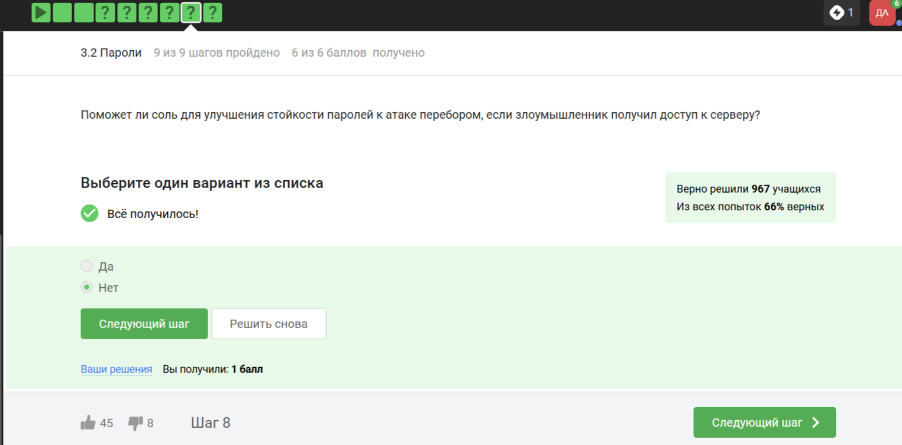 ? ? ? ? ? ?
1 ДА 6
3.2 Пароли 9 из 9 шагов пройдено 6 из 6 баллов получено
Поможет ли соль для улучшения стойкости паролей к атаке перебором, если злоумышленник получил доступ к серверу?
Выберите один вариант из списка
Верно решили 967 учащихся
Из всех попыток 66% верных
Всё получилось!
Да
Нет
Следующий шаг Решить снова
Ваши решения Вы получили: 1 балл
45 8 Шаг 8 Следующий шаг